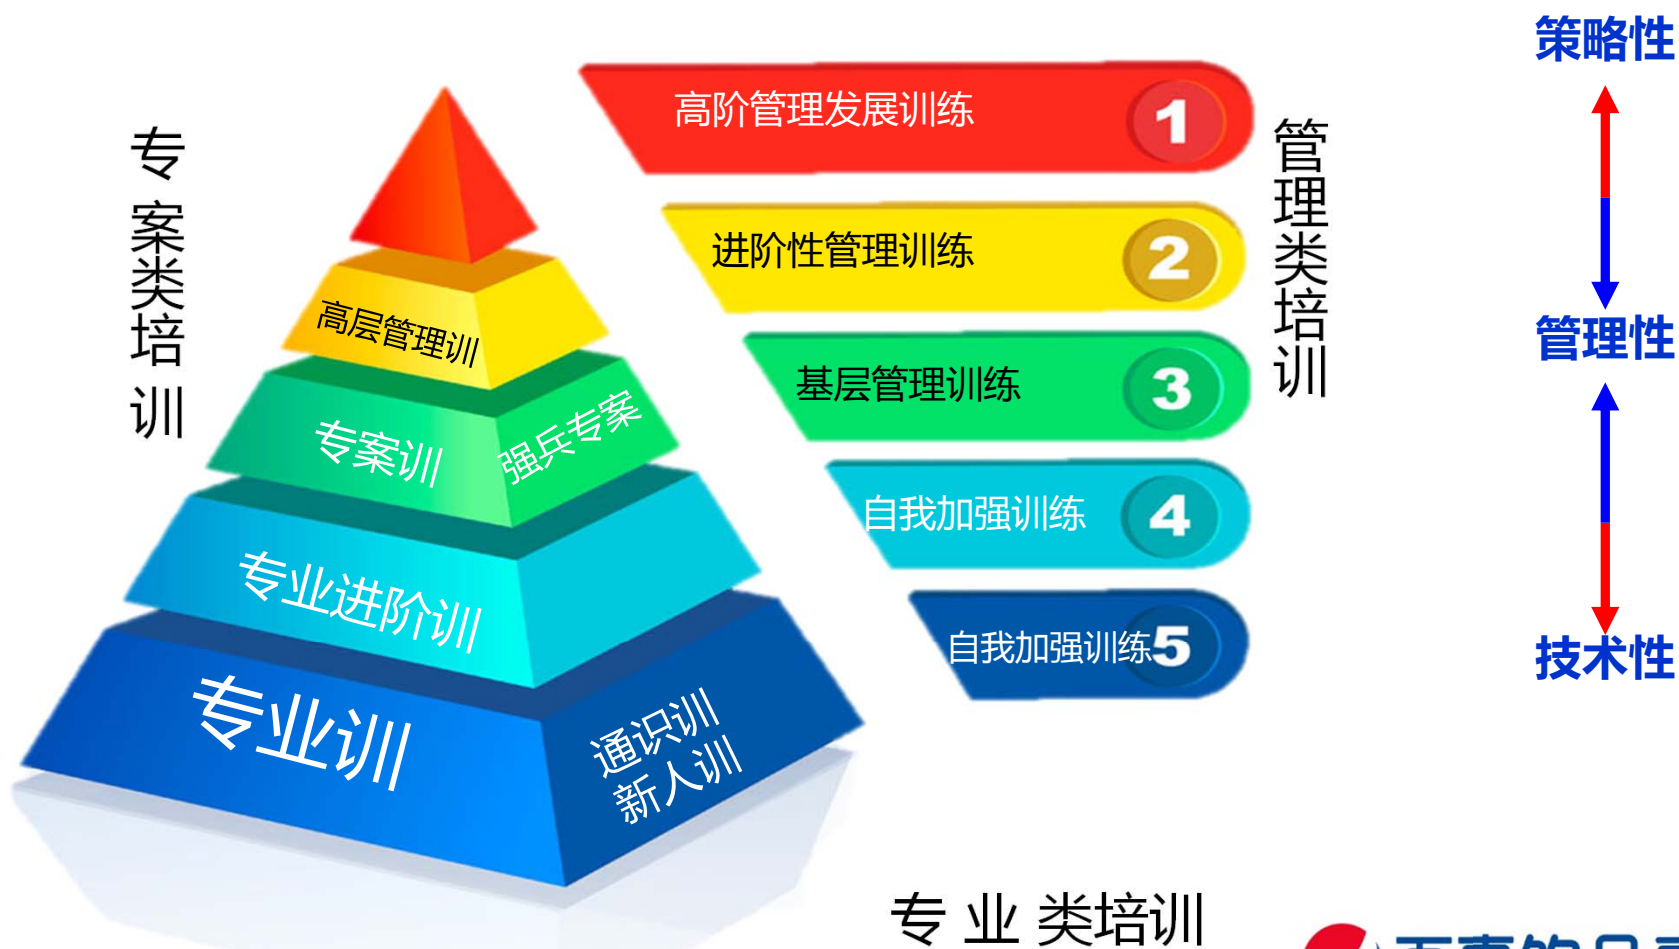 策略性
高阶管理发展训练
1
专案类培训
管理类培训
进阶性管理训练
2
高层管理训
管理性
基层管理训练
3
专案训
强兵专案
自我加强训练
4
专业进阶训
自我加强训练
5
技术性
专业训
通识训
新人训
专 业 类培训